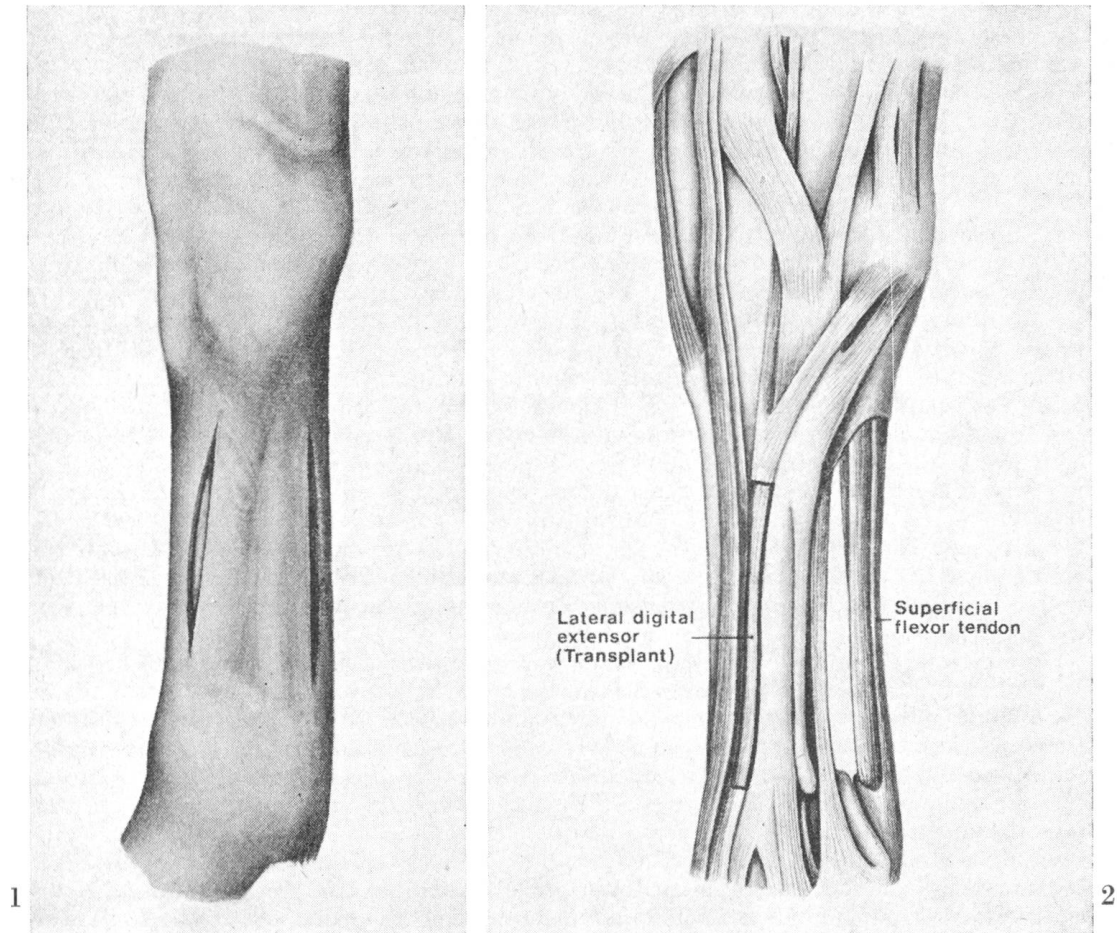 Lateral digital
extensor
(Transplant)
Superficial
flexor tendon
1
2